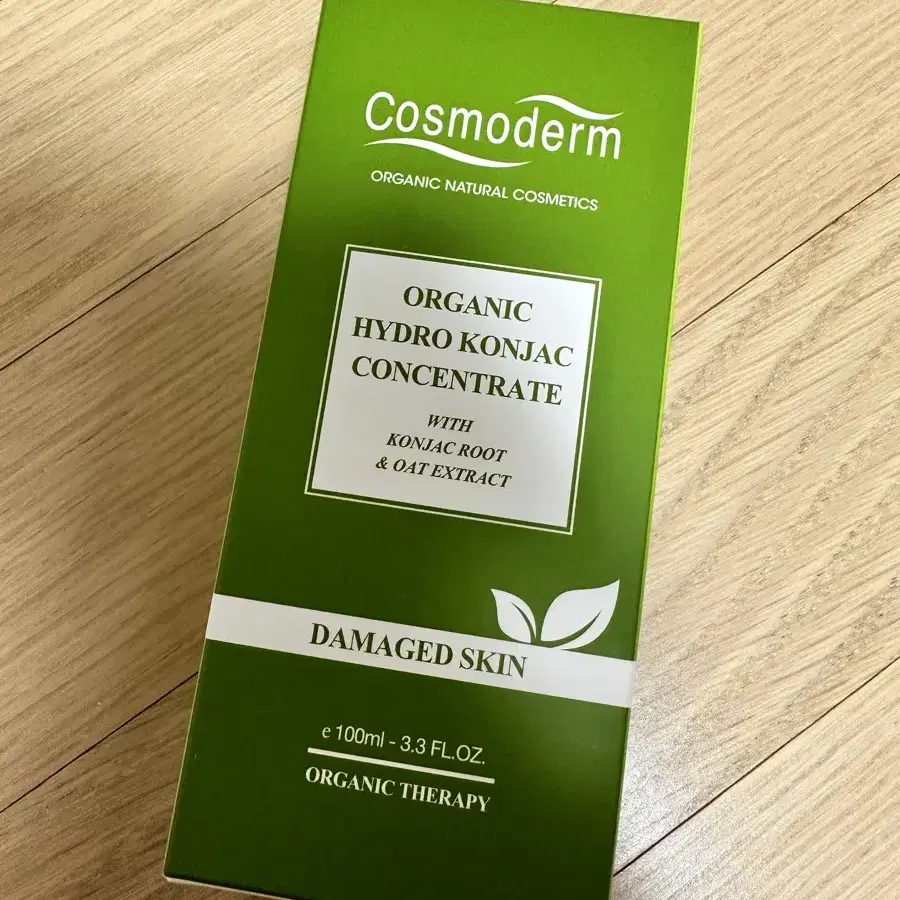 Cosmoderm
ORGANIC NATURAL COSMETICS
ORGANIC
HYDRO KONJAC
CONCENTRATE
WITH
KONJAC ROOT
& OAT EXTRACT
DAMAGED SKIN
e 100ml - 3.3 FL.OZ.
ORGANIC THERAPY